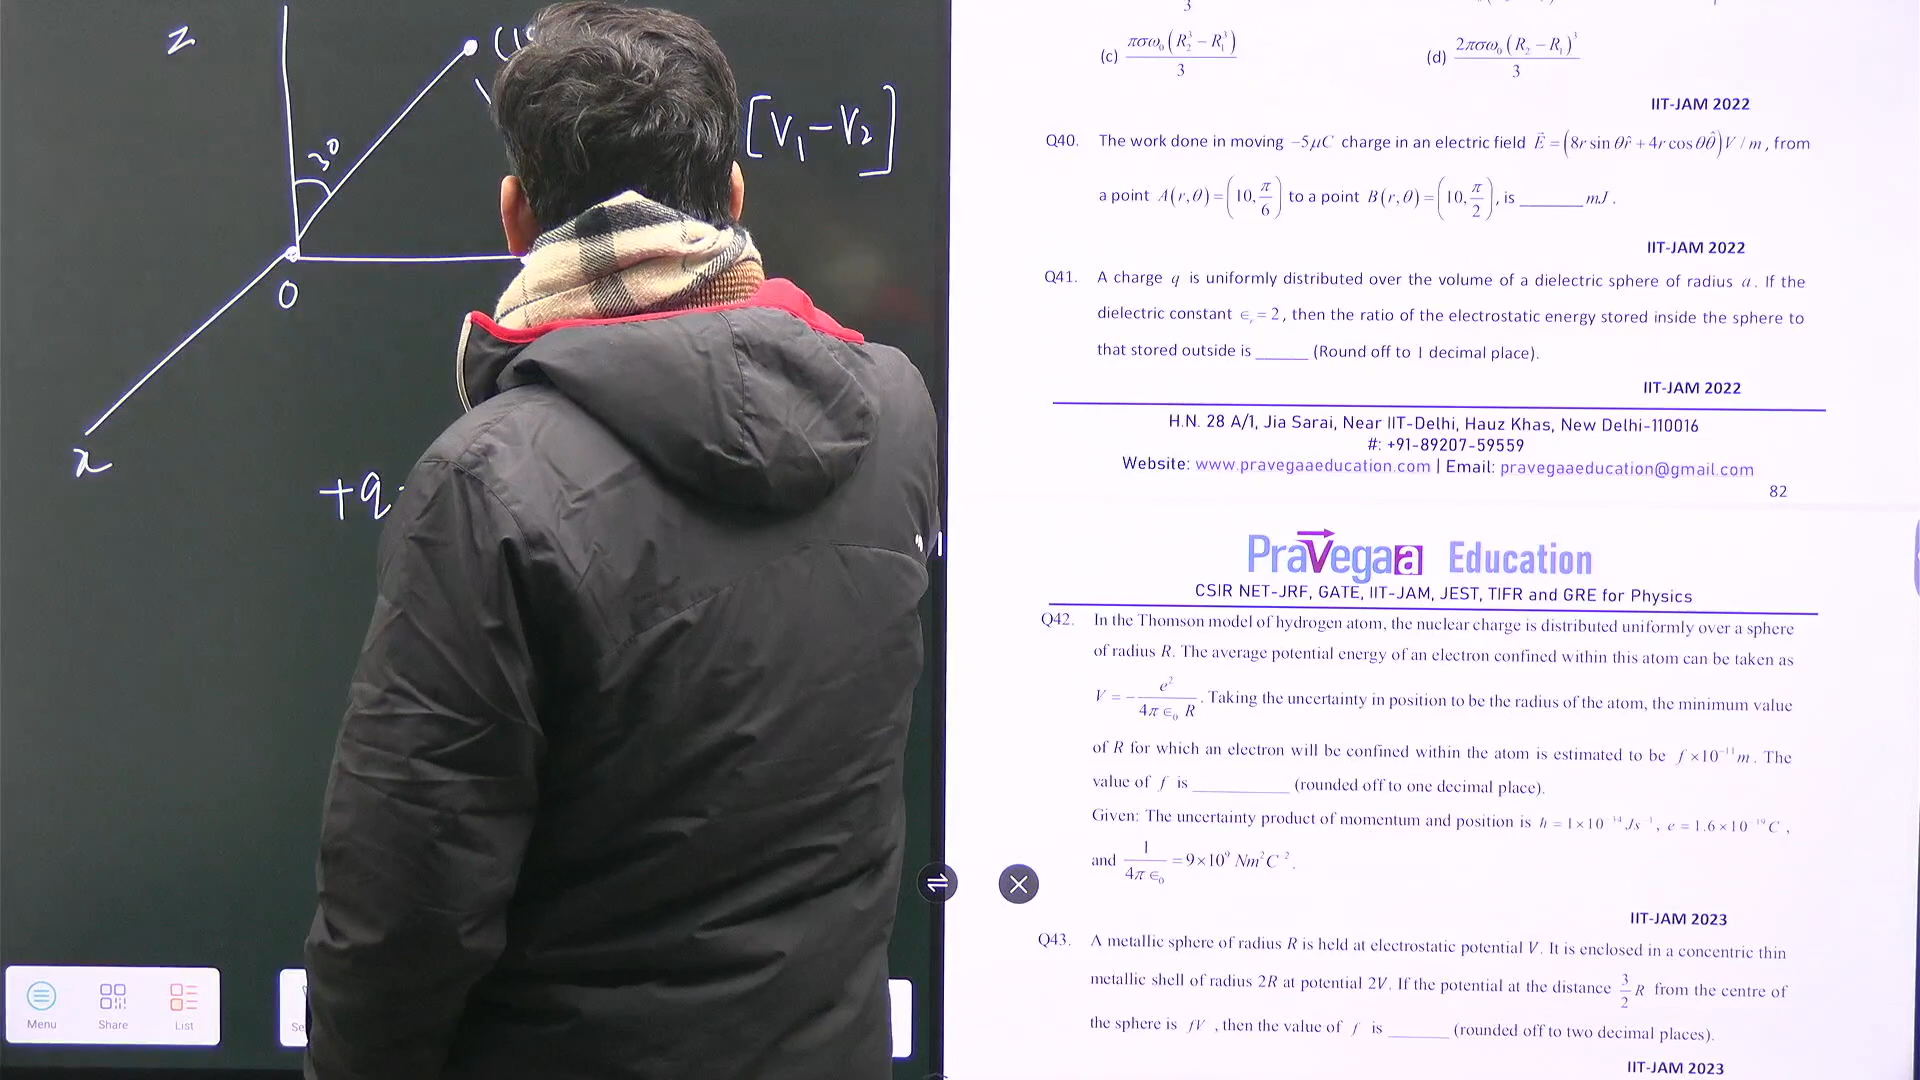 z
30
0
x
+q
[V₁ – V₂]
3
(c) πσω₀(R₂³ − R₁³) / 3
(d) 2πσω₀(R₂ − R₁)³ / 3
IIT-JAM 2022
Q40. The work done in moving −5μC charge in an electric field E⃗ = (8r sin θr̂ + 4r cos θθ̂) V / m, from
a point A(r,θ) = (10, π/6) to a point B(r,θ) = (10, π/2), is ______ mJ.
IIT-JAM 2022
Q41. A charge q is uniformly distributed over the volume of a dielectric sphere of radius a. If the
dielectric constant ∈ᵣ = 2, then the ratio of the electrostatic energy stored inside the sphere to
that stored outside is ______ (Round off to 1 decimal place).
IIT-JAM 2022
H.N. 28 A/1, Jia Sarai, Near IIT-Delhi, Hauz Khas, New Delhi-110016
#: +91-89207-59559
Website: www.pravegaaeducation.com | Email: pravegaaeducation@gmail.com
82
Pravegaa Education
CSIR NET-JRF, GATE, IIT-JAM, JEST, TIFR and GRE for Physics
Q42. In the Thomson model of hydrogen atom, the nuclear charge is distributed uniformly over a sphere
of radius R. The average potential energy of an electron confined within this atom can be taken as
V = − e² / 4π∈₀ R . Taking the uncertainty in position to be the radius of the atom, the minimum value
of R for which an electron will be confined within the atom is estimated to be f × 10⁻¹¹ m. The
value of f is __________ (rounded off to one decimal place).
Given: The uncertainty product of momentum and position is ħ = 1×10⁻³⁴ Js⁻¹, e = 1.6×10⁻¹⁹ C,
and 1 / 4π∈₀ = 9×10⁹ Nm²C⁻².
IIT-JAM 2023
Q43. A metallic sphere of radius R is held at electrostatic potential V. It is enclosed in a concentric thin
metallic shell of radius 2R at potential 2V. If the potential at the distance 3/2 R from the centre of
the sphere is fV, then the value of f is ______ (rounded off to two decimal places).
IIT-JAM 2023
Menu
Share
List